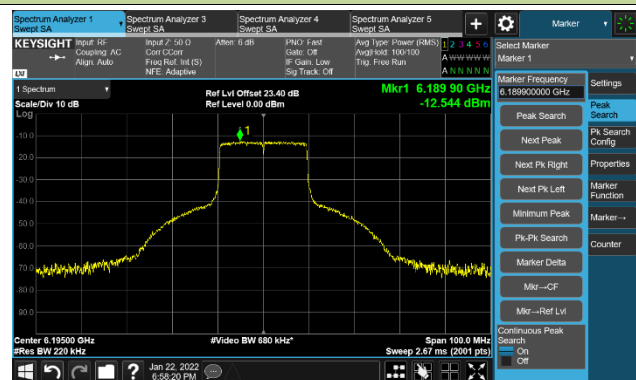 Spectrum Analyzer 1
Swept SA
Spectrum Analyzer 3
Swept SA
Spectrum Analyzer 4
Swept SA
Spectrum Analyzer 5
Swept SA
Marker
KEYSIGHT
Input: RF
Coupling: AC
Align: Auto
Input Z: 50 Ω
Corr CCorr
Freq Ref: Int (S)
NFE: Adaptive
Atten: 6 dB
PNO: Fast
Gate: Off
IF Gain: Low
Sig Track: Off
Avg Type: Power (RMS)
Avg|Hold: 100/100
Trig: Free Run
1 2 3 4 5 6
A W W W W W
A N N N N N
LXI
Select Marker
Marker 1
1 Spectrum
Scale/Div 10 dB
Log
Ref Lvl Offset 23.40 dB
Ref Level 0.00 dBm
Mkr1 6.189 90 GHz
-12.544 dBm
1
-10.0
-20.0
-30.0
-40.0
-50.0
-60.0
-70.0
-80.0
-90.0
Center 6.19500 GHz
#Res BW 220 kHz
#Video BW 680 kHz*
Span 100.0 MHz
Sweep 2.67 ms (2001 pts)
Marker Frequency
6.189900000 GHz
Peak Search
Next Peak
Next Pk Right
Next Pk Left
Minimum Peak
Pk-Pk Search
Marker Delta
Mkr→CF
Mkr→Ref Lvl
Continuous Peak
Search
On
Off
Settings
Peak
Search
Pk Search
Config
Properties
Marker
Function
Marker→
Counter
Jan 22, 2022
6:58:20 PM